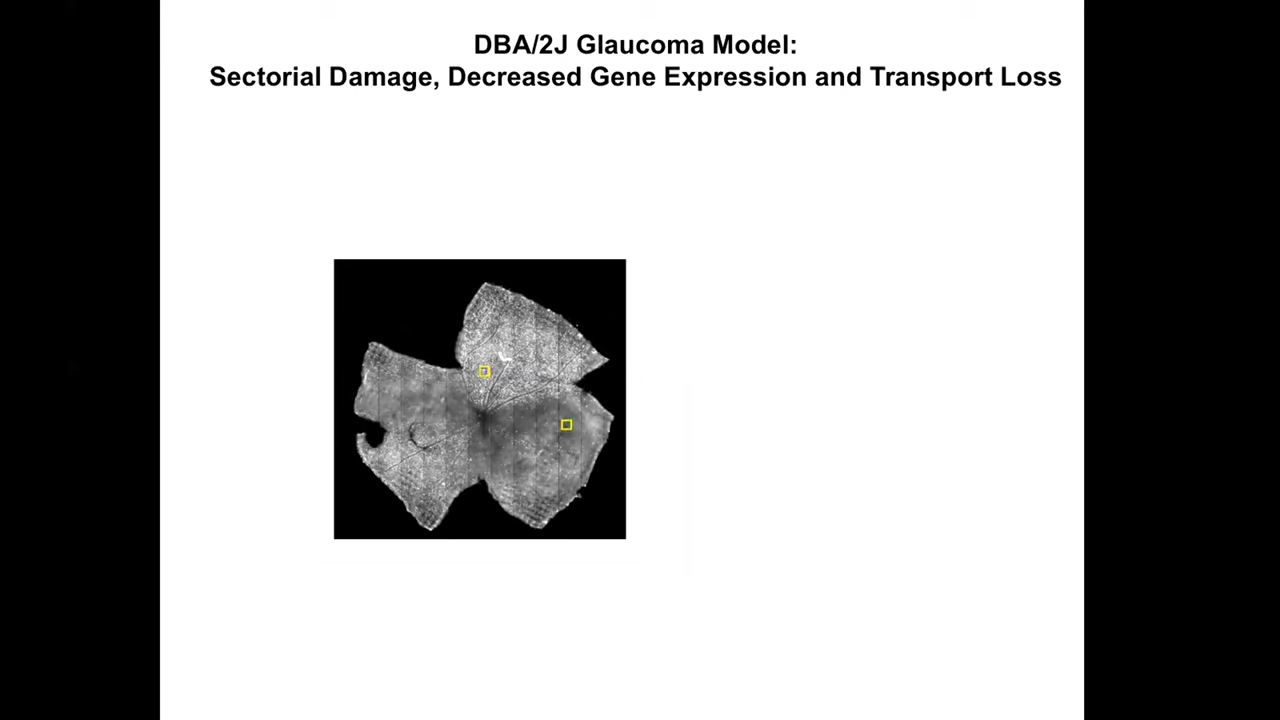 DBA/2J Glaucoma Model:
Sectorial Damage, Decreased Gene Expression and Transport Loss